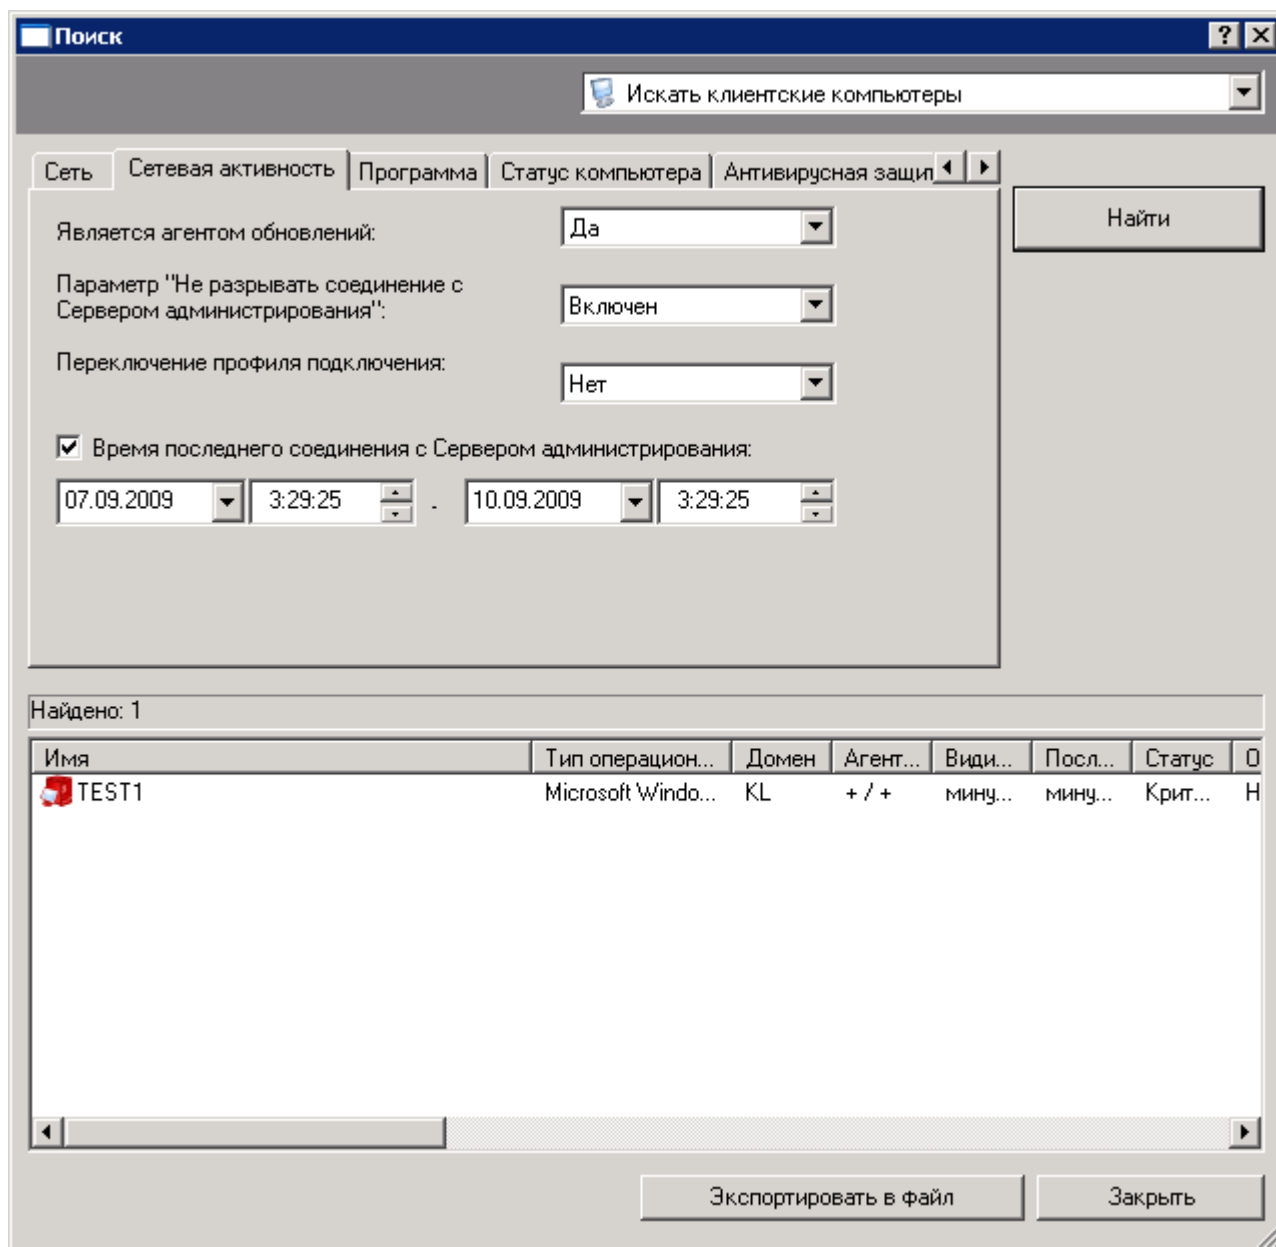 Поиск
Искать клиентские компьютеры
Сеть Сетевая активность Программа Статус компьютера Антивирусная защит
Найти
Является агентом обновлений: Да
Параметр "Не разрывать соединение с
Сервером администрирования": Включен
Переключение профиля подключения: Нет
Время последнего соединения с Сервером администрирования:
07.09.2009 3:29:25 - 10.09.2009 3:29:25
Найдено: 1
Имя Тип операцион... Домен Агент... Види... Посл... Статус О
TEST1 Microsoft Windo... KL + / + мину... мину... Крит... Н
Экспортировать в файл Закрыть